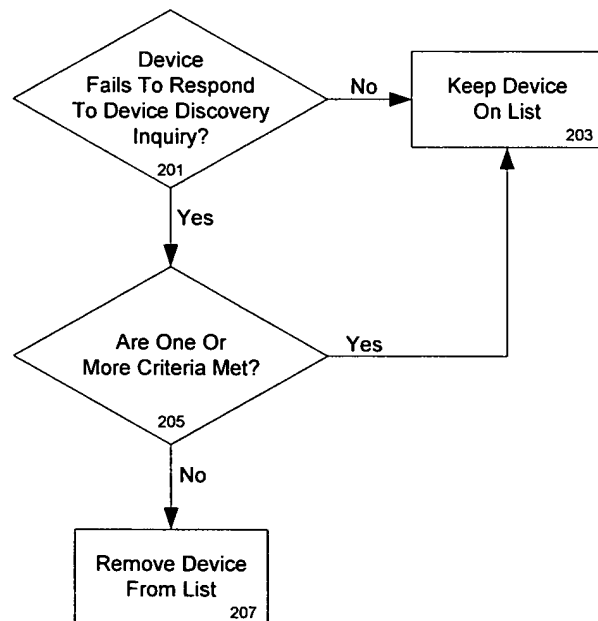 Device
Fails To Respond
To Device Discovery
Inquiry?
201
No
Keep Device
On List
203
Yes
Are One Or
More Criteria Met?
205
Yes
No
Remove Device
From List
207